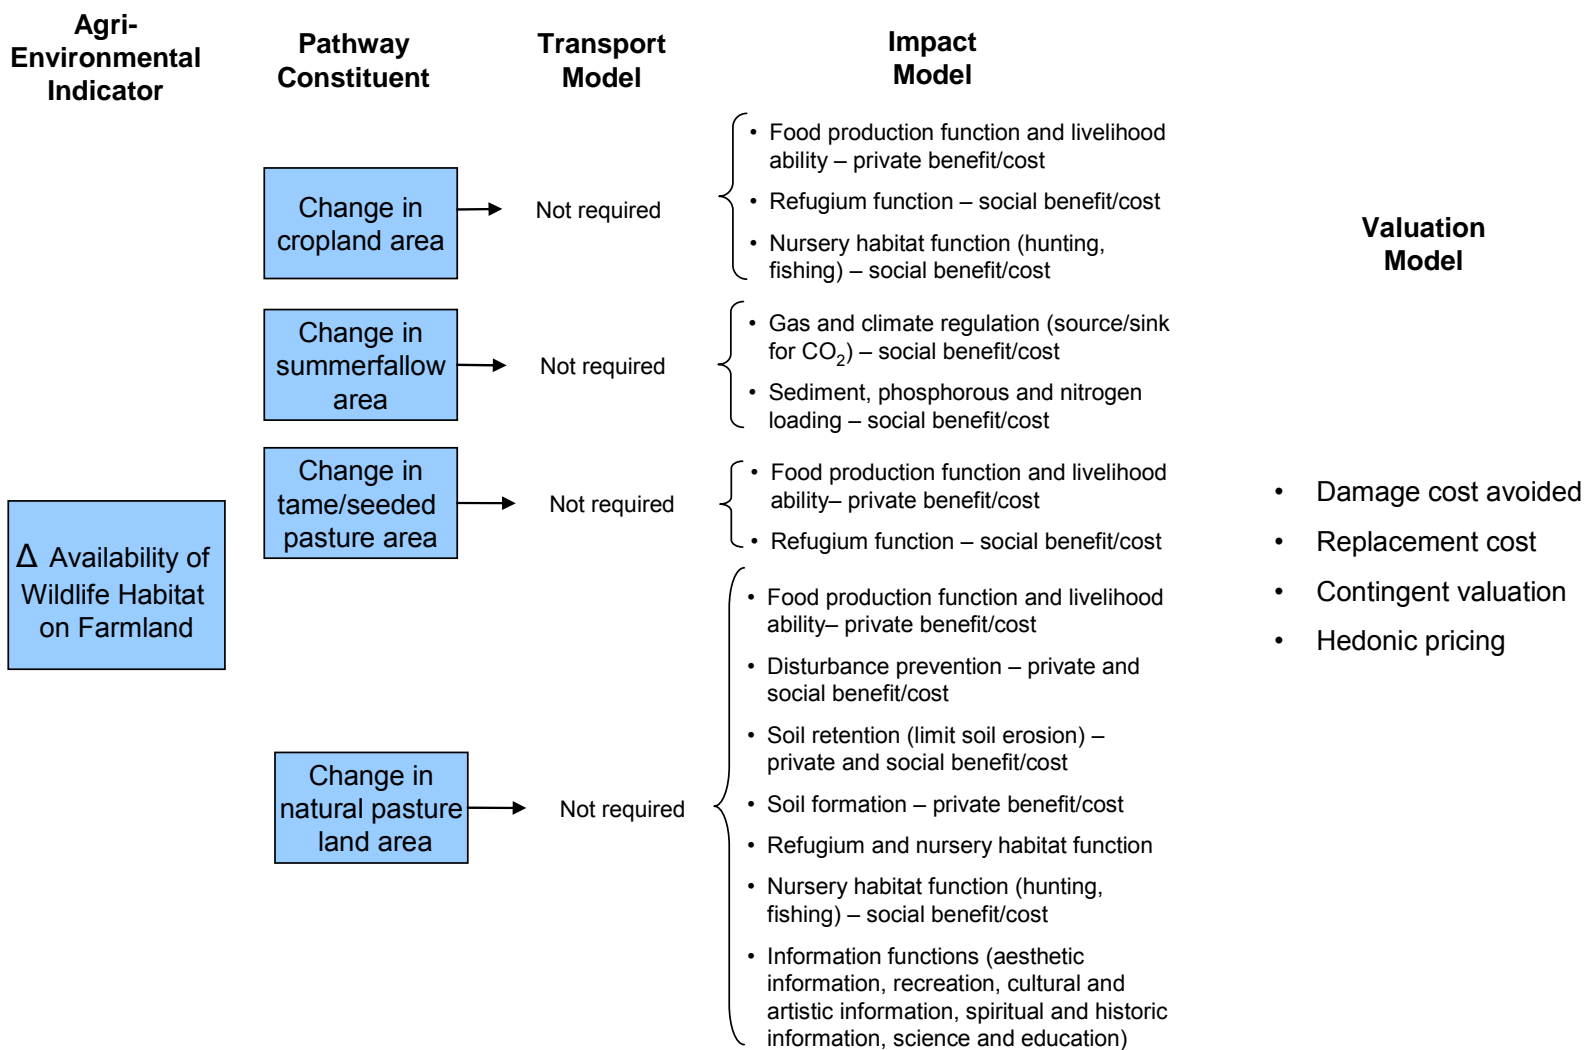 Agri-
Environmental
Indicator
Pathway
Constituent
Transport
Model
Impact
Model
Valuation
Model
Δ Availability of
Wildlife Habitat
on Farmland
Change in
cropland area
Not required
• Food production function and livelihood
ability – private benefit/cost
• Refugium function – social benefit/cost
• Nursery habitat function (hunting,
fishing) – social benefit/cost
Change in
summerfallow
area
Not required
• Gas and climate regulation (source/sink
for CO₂) – social benefit/cost
• Sediment, phosphorous and nitrogen
loading – social benefit/cost
Change in
tame/seeded
pasture area
Not required
• Food production function and livelihood
ability– private benefit/cost
• Refugium function – social benefit/cost
Change in
natural pasture
land area
Not required
• Food production function and livelihood
ability– private benefit/cost
• Disturbance prevention – private and
social benefit/cost
• Soil retention (limit soil erosion) –
private and social benefit/cost
• Soil formation – private benefit/cost
• Refugium and nursery habitat function
• Nursery habitat function (hunting,
fishing) – social benefit/cost
• Information functions (aesthetic
information, recreation, cultural and
artistic information, spiritual and historic
information, science and education)
• Damage cost avoided
• Replacement cost
• Contingent valuation
• Hedonic pricing